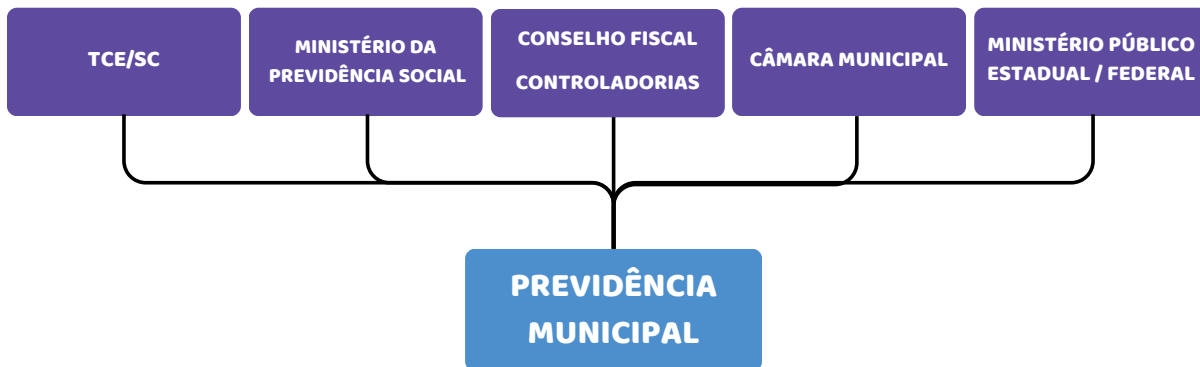 TCE/SC
MINISTÉRIO DA
PREVIDÊNCIA SOCIAL
CONSELHO FISCAL
CONTROLADORIAS
CÂMARA MUNICIPAL
MINISTÉRIO PÚBLICO
ESTADUAL / FEDERAL
PREVIDÊNCIA
MUNICIPAL